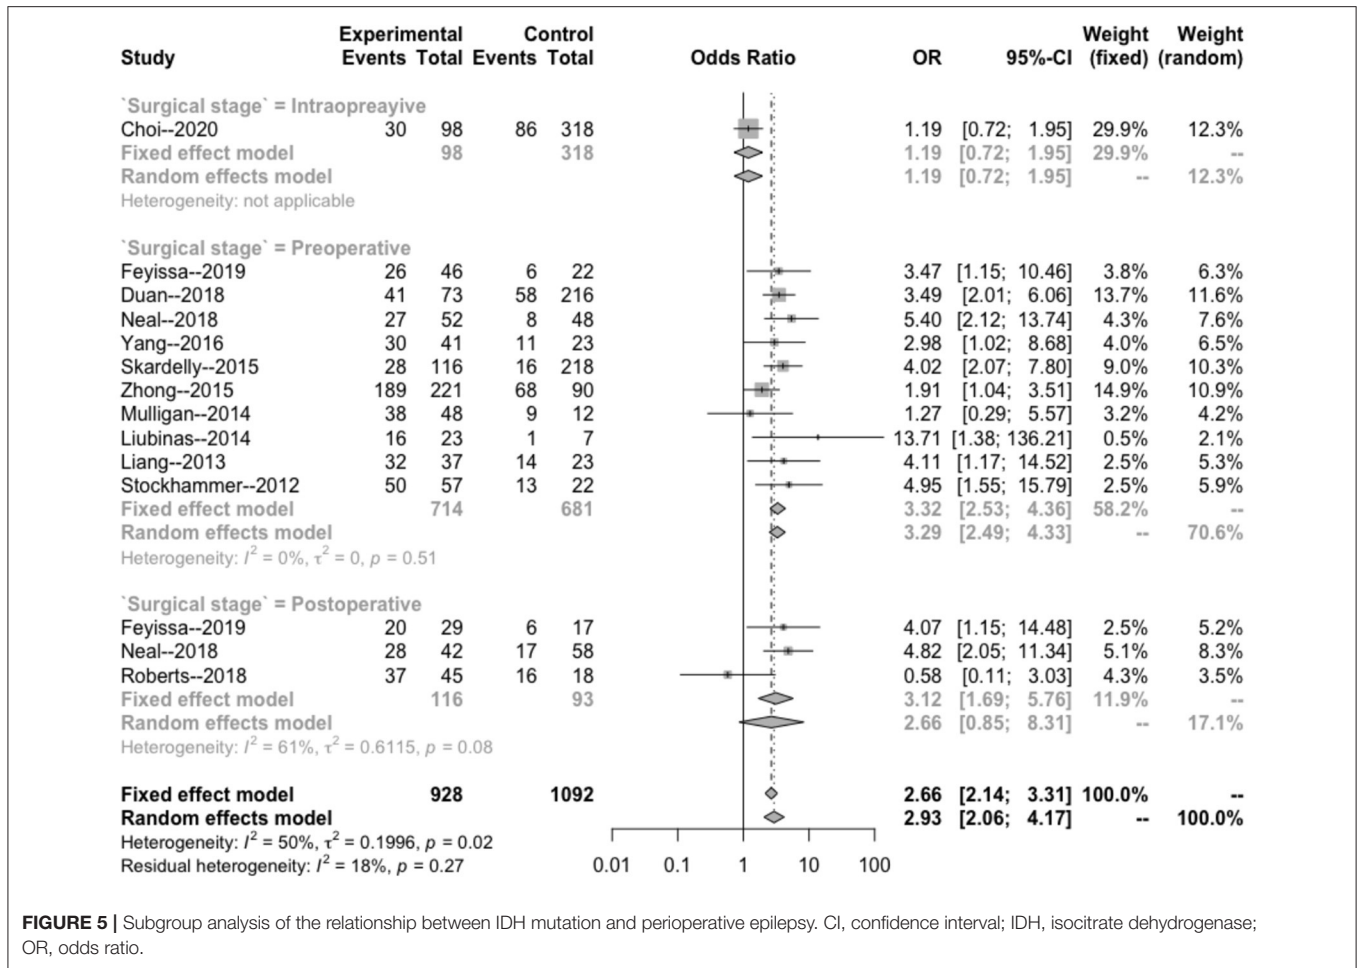 Experimental Control Weight Weight
Study Events Total Events Total Odds Ratio OR 95%-CI (fixed) (random)
`Surgical stage` = Intraopreayive
Choi--2020 30 98 86 318 1.19 [0.72; 1.95] 29.9% 12.3%
Fixed effect model 98 318 1.19 [0.72; 1.95] 29.9% --
Random effects model 1.19 [0.72; 1.95] -- 12.3%
Heterogeneity: not applicable
`Surgical stage` = Preoperative
Feyissa--2019 26 46 6 22 3.47 [1.15; 10.46] 3.8% 6.3%
Duan--2018 41 73 58 216 3.49 [2.01; 6.06] 13.7% 11.6%
Neal--2018 27 52 8 48 5.40 [2.12; 13.74] 4.3% 7.6%
Yang--2016 30 41 11 23 2.98 [1.02; 8.68] 4.0% 6.5%
Skardelly--2015 28 116 16 218 4.02 [2.07; 7.80] 9.0% 10.3%
Zhong--2015 189 221 68 90 1.91 [1.04; 3.51] 14.9% 10.9%
Mulligan--2014 38 48 9 12 1.27 [0.29; 5.57] 3.2% 4.2%
Liubinas--2014 16 23 1 7 13.71 [1.38; 136.21] 0.5% 2.1%
Liang--2013 32 37 14 23 4.11 [1.17; 14.52] 2.5% 5.3%
Stockhammer--2012 50 57 13 22 4.95 [1.55; 15.79] 2.5% 5.9%
Fixed effect model 714 681 3.32 [2.53; 4.36] 58.2% --
Random effects model 3.29 [2.49; 4.33] -- 70.6%
Heterogeneity: I² = 0%, τ² = 0, p = 0.51
`Surgical stage` = Postoperative
Feyissa--2019 20 29 6 17 4.07 [1.15; 14.48] 2.5% 5.2%
Neal--2018 28 42 17 58 4.82 [2.05; 11.34] 5.1% 8.3%
Roberts--2018 37 45 16 18 0.58 [0.11; 3.03] 4.3% 3.5%
Fixed effect model 116 93 3.12 [1.69; 5.76] 11.9% --
Random effects model 2.66 [0.85; 8.31] -- 17.1%
Heterogeneity: I² = 61%, τ² = 0.6115, p = 0.08
Fixed effect model 928 1092 2.66 [2.14; 3.31] 100.0% --
Random effects model 2.93 [2.06; 4.17] -- 100.0%
Heterogeneity: I² = 50%, τ² = 0.1996, p = 0.02
Residual heterogeneity: I² = 18%, p = 0.27
0.01 0.1 1 10 100
FIGURE 5 | Subgroup analysis of the relationship between IDH mutation and perioperative epilepsy. CI, confidence interval; IDH, isocitrate dehydrogenase;
OR, odds ratio.